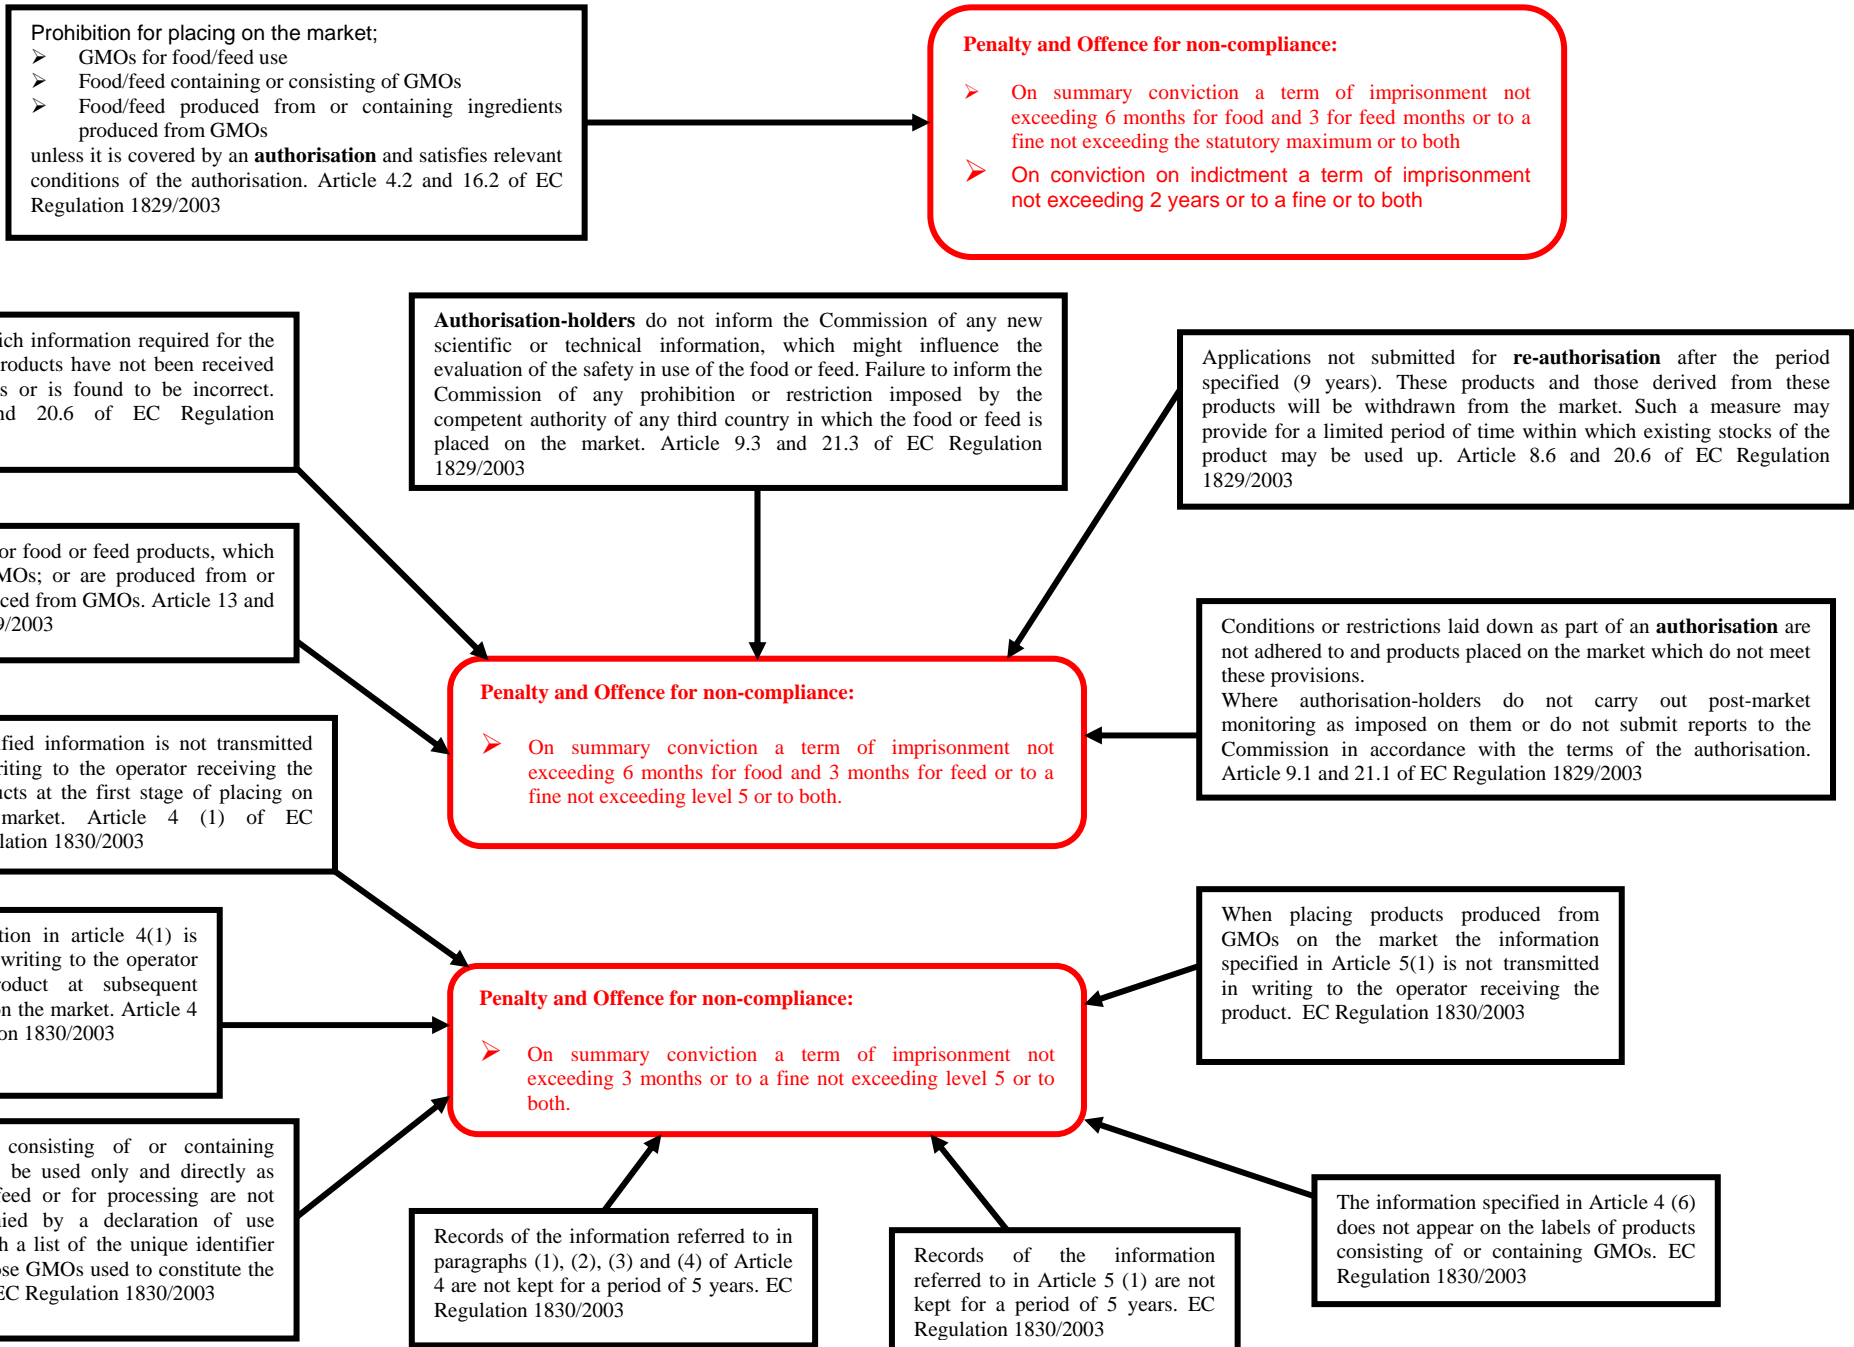 Prohibition for placing on the market;
➢ GMOs for food/feed use
➢ Food/feed containing or consisting of GMOs
➢ Food/feed produced from or containing ingredients
produced from GMOs
unless it is covered by an authorisation and satisfies relevant
conditions of the authorisation. Article 4.2 and 16.2 of EC
Regulation 1829/2003
Penalty and Offence for non-compliance:
➢ On summary conviction a term of imprisonment not
exceeding 6 months for food and 3 for feed months or to a
fine not exceeding the statutory maximum or to both
➢ On conviction on indictment a term of imprisonment
not exceeding 2 years or to a fine or to both
information required for the
products have not been received
or is found to be incorrect.
20.6 of EC Regulation
Authorisation-holders do not inform the Commission of any new
scientific or technical information, which might influence the
evaluation of the safety in use of the food or feed. Failure to inform the
Commission of any prohibition or restriction imposed by the
competent authority of any third country in which the food or feed is
placed on the market. Article 9.3 and 21.3 of EC Regulation
1829/2003
Applications not submitted for re-authorisation after the period
specified (9 years). These products and those derived from these
products will be withdrawn from the market. Such a measure may
provide for a limited period of time within which existing stocks of the
product may be used up. Article 8.6 and 20.6 of EC Regulation
1829/2003
or food or feed products, which
GMOs; or are produced from or
from GMOs. Article 13 and
/2003
Conditions or restrictions laid down as part of an authorisation are
not adhered to and products placed on the market which do not meet
these provisions.
Where authorisation-holders do not carry out post-market
monitoring as imposed on them or do not submit reports to the
Commission in accordance with the terms of the authorisation.
Article 9.1 and 21.1 of EC Regulation 1829/2003
Penalty and Offence for non-compliance:
➢ On summary conviction a term of imprisonment not
exceeding 6 months for food and 3 months for feed or to a
fine not exceeding level 5 or to both.
information is not transmitted
to the operator receiving the
at the first stage of placing on
market. Article 4 (1) of EC
1830/2003
in article 4(1) is
writing to the operator
at subsequent
on the market. Article 4
1830/2003
When placing products produced from
GMOs on the market the information
specified in Article 5(1) is not transmitted
in writing to the operator receiving the
product. EC Regulation 1830/2003
Penalty and Offence for non-compliance:
➢ On summary conviction a term of imprisonment not
exceeding 3 months or to a fine not exceeding level 5 or to
both.
consisting of or containing
be used only and directly as
feed or for processing are not
by a declaration of use
a list of the unique identifier
GMOs used to constitute the
EC Regulation 1830/2003
Records of the information referred to in
paragraphs (1), (2), (3) and (4) of Article
4 are not kept for a period of 5 years. EC
Regulation 1830/2003
Records of the information
referred to in Article 5 (1) are not
kept for a period of 5 years. EC
Regulation 1830/2003
The information specified in Article 4 (6)
does not appear on the labels of products
consisting of or containing GMOs. EC
Regulation 1830/2003